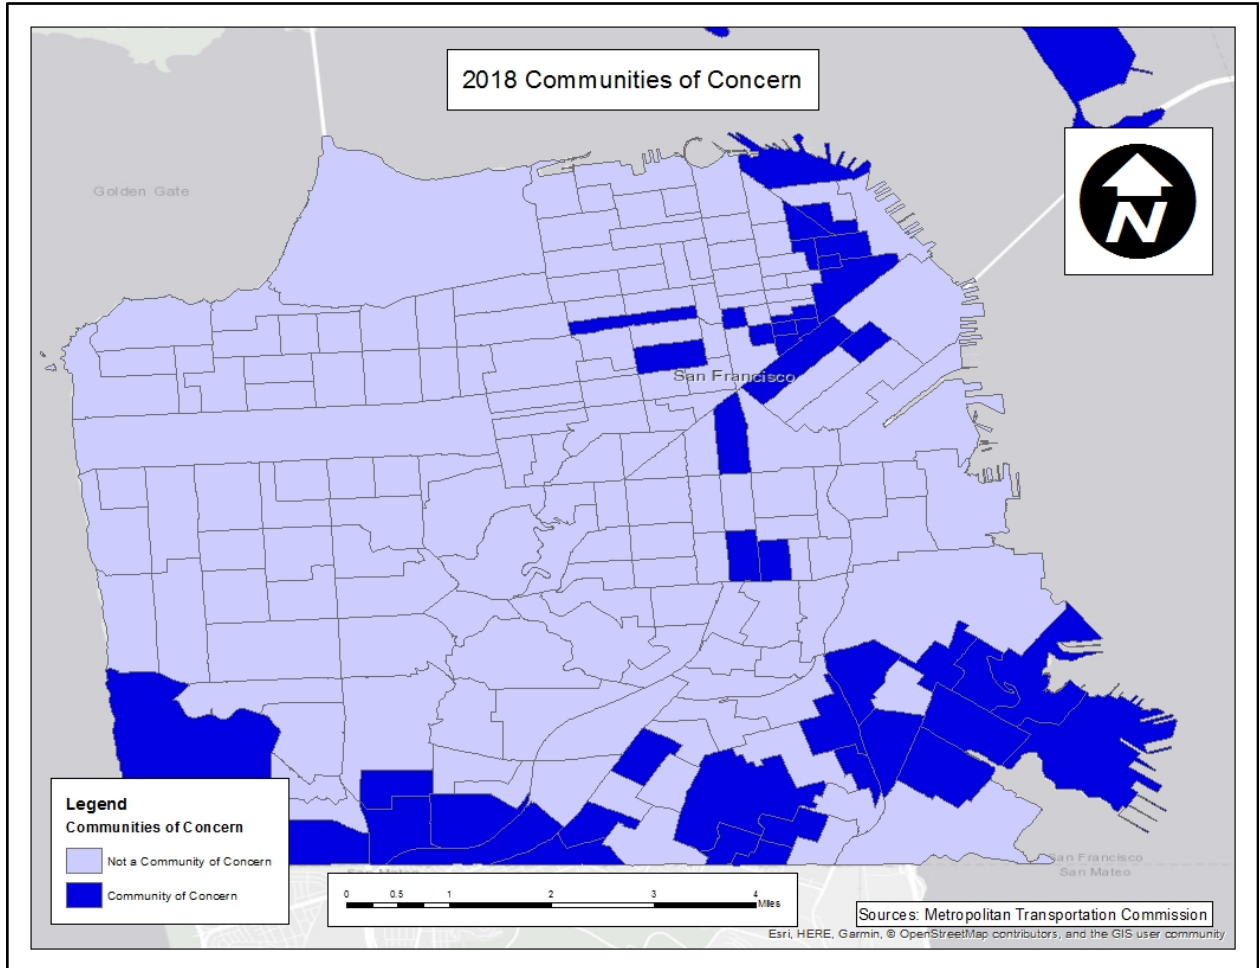 2018 Communities of Concern
Golden Gate
N
San Francisco
Legend
Communities of Concern
Not a Community of Concern
Community of Concern
San Mateo
0 0.5 1 2 3 4
Miles
San Francisco
San Mateo
Sources: Metropolitan Transportation Commission
Esri, HERE, Garmin, © OpenStreetMap contributors, and the GIS user community